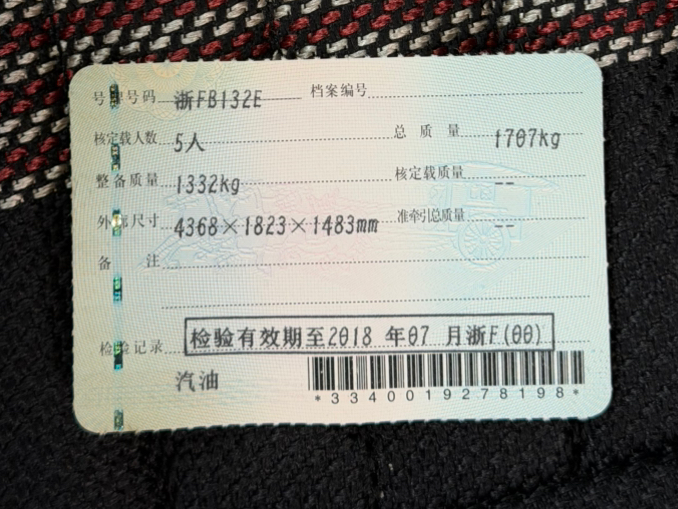 号牌号码 浙FB132E 档案编号
核定载人数 5人 总质量 1707kg
整备质量 1332kg 核定载质量 --
外部尺寸 4368×1823×1483mm 准牵引总质量 --
备注
检验记录 检验有效期至2018年07月浙F(00)
汽油
*3340019278198*